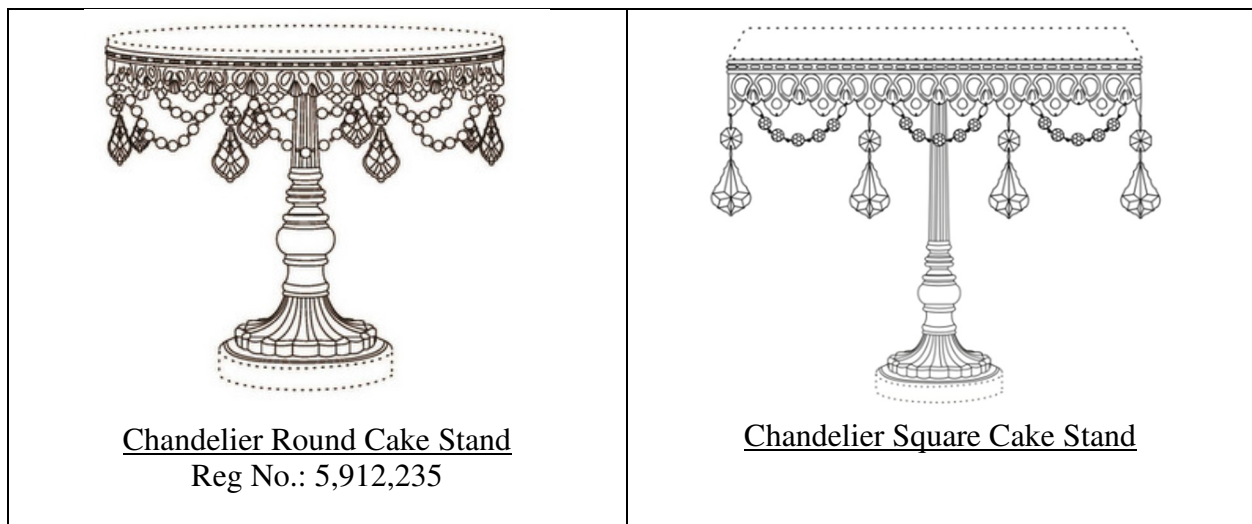 Chandelier Round Cake Stand
Reg No.: 5,912,235
Chandelier Square Cake Stand